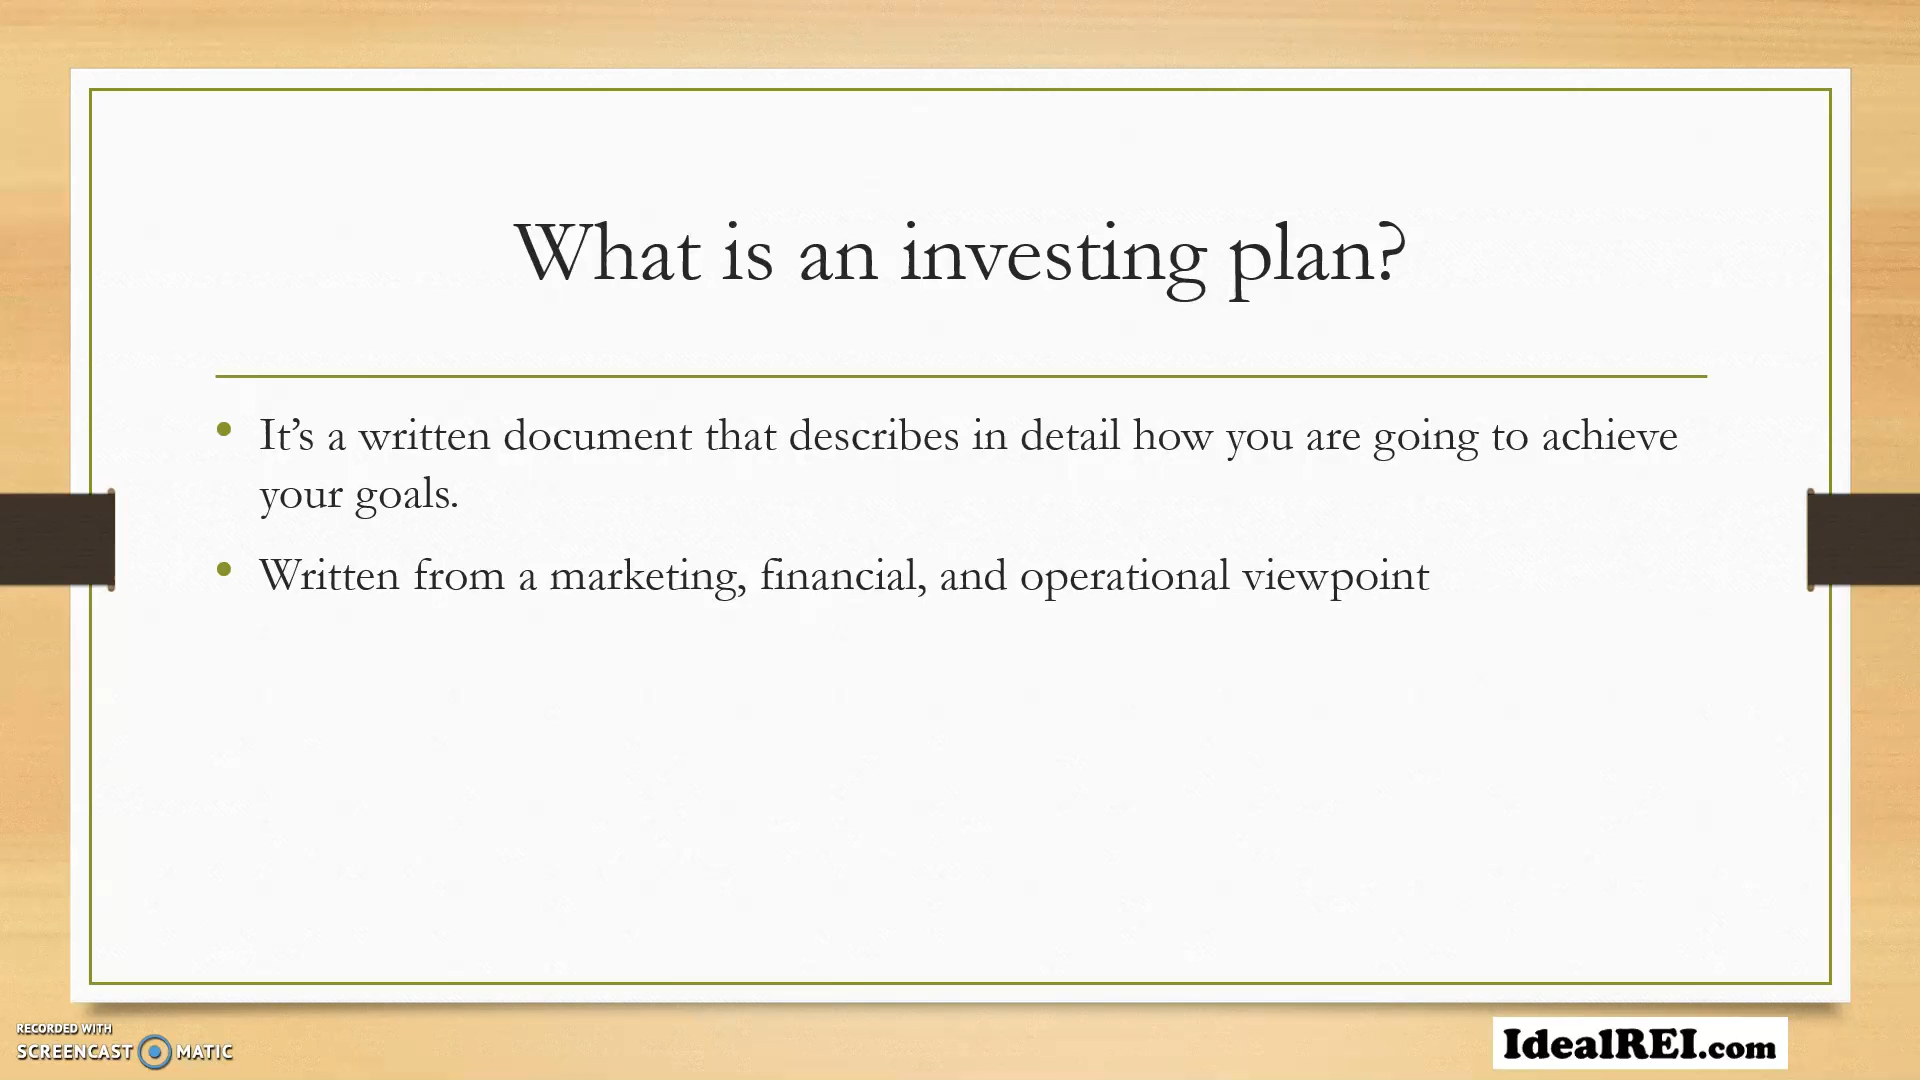 What is an investing plan?
• It’s a written document that describes in detail how you are going to achieve
your goals.
• Written from a marketing, financial, and operational viewpoint
RECORDED WITH
SCREENCAST MATIC
IdealREI.com